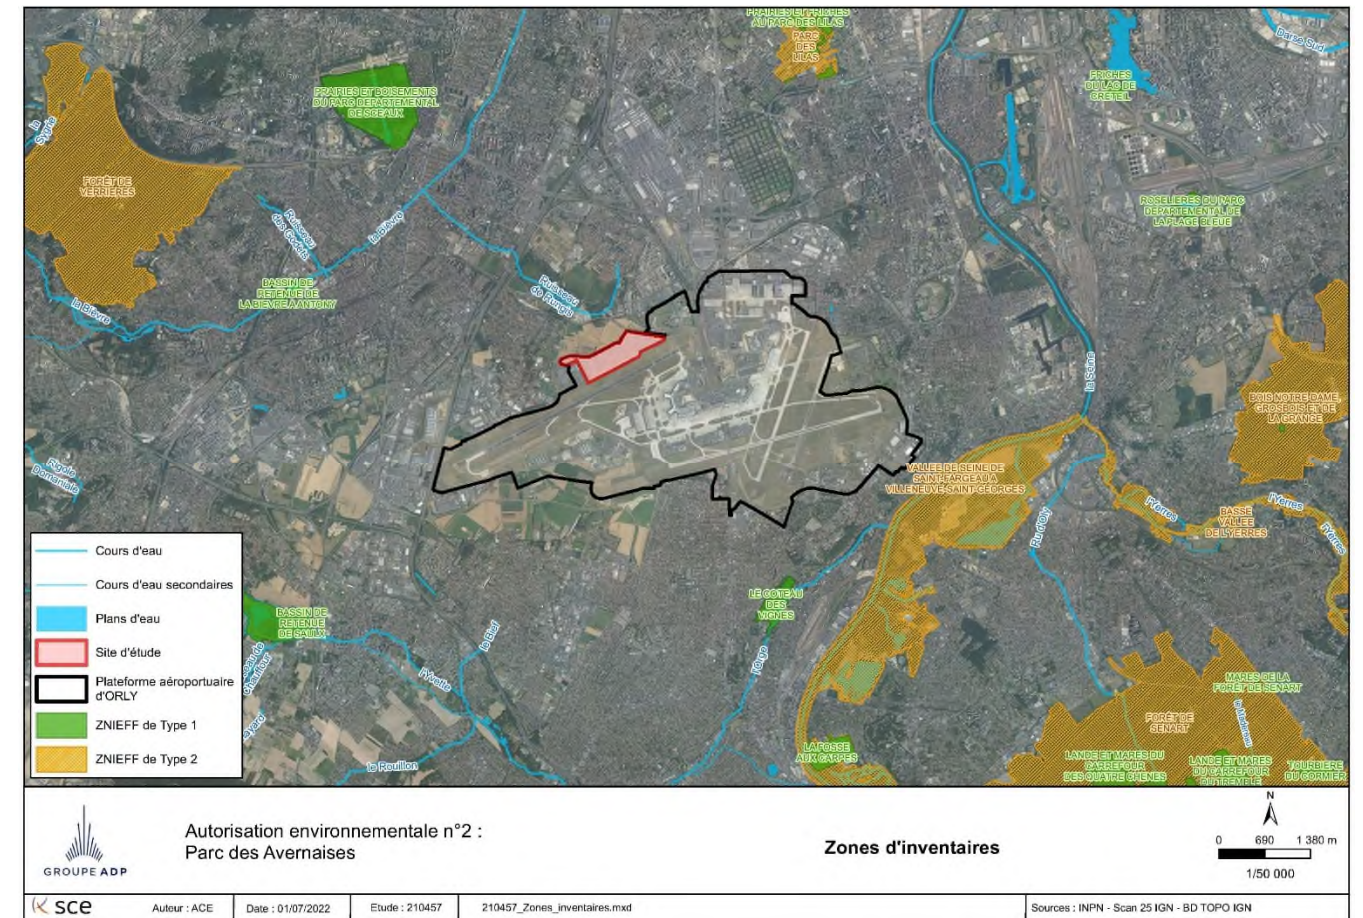 PRAIRIES ET FRICHES
AU PARC DES LILAS
PARC
DES
LILAS
Darse Sud
FRICHES
DU LAC DE
CRETEIL
PRAIRIES ET BOISEMENTS
DU PARC DEPARTEMENTAL
DE SCEAUX
la
Sygrie
FORÊT DE
VERRIERES
Ruisseau
des Godets
la Bièvre
ROSELIERES DU PARC
DEPARTEMENTAL DE
LA PLAGE BLEUE
BASSIN DE
RETENUE DE
LA BIEVRE A ANTONY
Ruisseau
de Rungis
la Bièvre
la Seine
BOIS NOTRE DAME,
GROSBOIS ET DE
LA GRANGE
Rigole
Domaniale
VALLEE DE SEINE DE
SAINT-FARGEAU A
VILLENEUVE-SAINT-GEORGES
l'Yerres
l'Yerres
l'Yerres
BASSE
VALLEE
DE L'YERRES
Ru d'Oly
LE COTEAU
DES
VIGNES
BASSIN DE
RETENUE
DE SAULX
le Bief
l'Yvette
l'Orge
MARES DE LA
FORET DE SENART
FORÊT DE
SENART
LA FOSSE
AUX CARPES
LANDE ET MARES DU
CARREFOUR
DES QUATRE CHENES
LANDE ET MARES
DU CARREFOUR
DU TREMBLE
TOURBIERE
DU CORMIER
le Rouillon
Cours d'eau
Cours d'eau secondaires
Plans d'eau
Site d'étude
Plateforme aéroportuaire
d'ORLY
ZNIEFF de Type 1
ZNIEFF de Type 2
GROUPE ADP
Autorisation environnementale n°2 :
Parc des Avernaises
Zones d'inventaires
N
0 690 1 380 m
1/50 000
sce
Auteur : ACE
Date : 01/07/2022
Etude : 210457
210457_Zones_inventaires.mxd
Sources : INPN - Scan 25 IGN - BD TOPO IGN